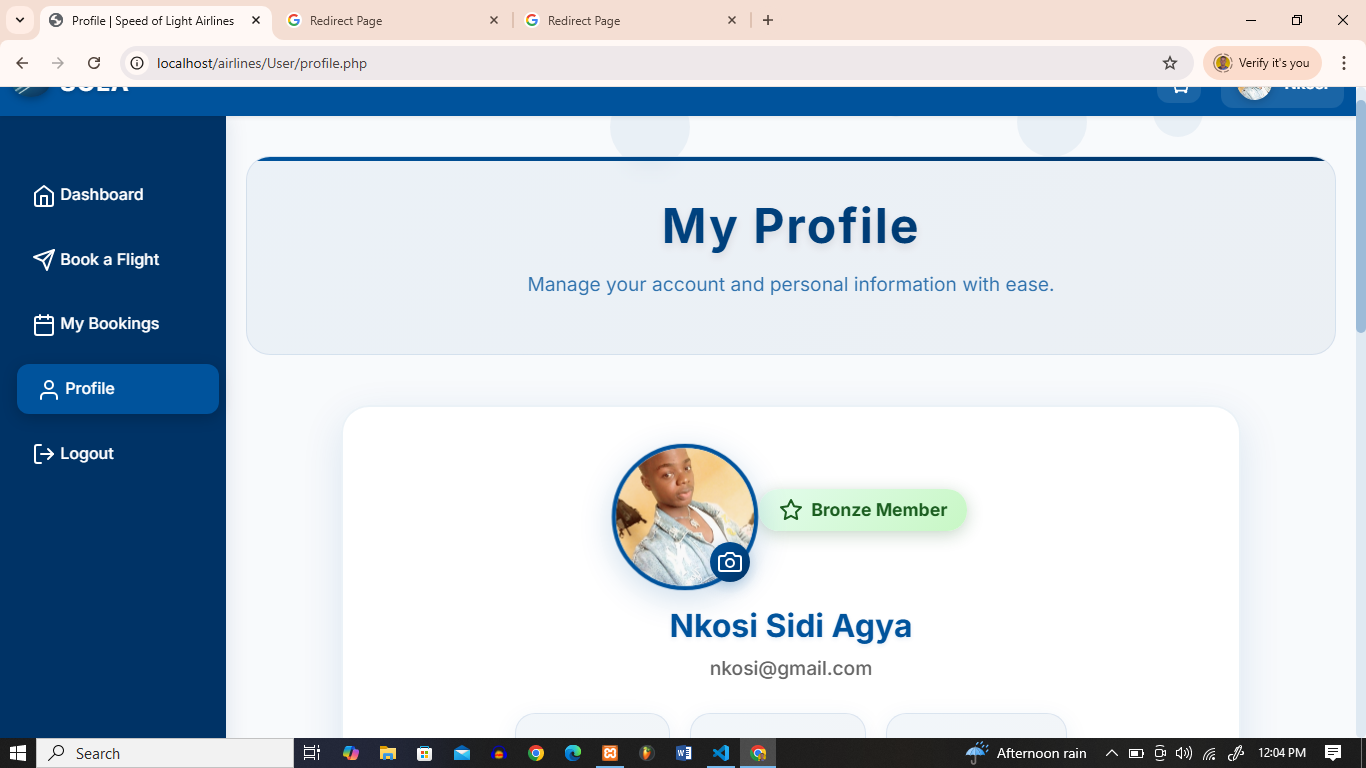 Profile | Speed of Light Airlines
Redirect Page
Redirect Page
localhost/airlines/User/profile.php
Verify it's you
SOLA
Nkosi
Dashboard
Book a Flight
My Bookings
Profile
Logout
My Profile
Manage your account and personal information with ease.
Bronze Member
Nkosi Sidi Agya
nkosi@gmail.com
Search
Afternoon rain
12:04 PM